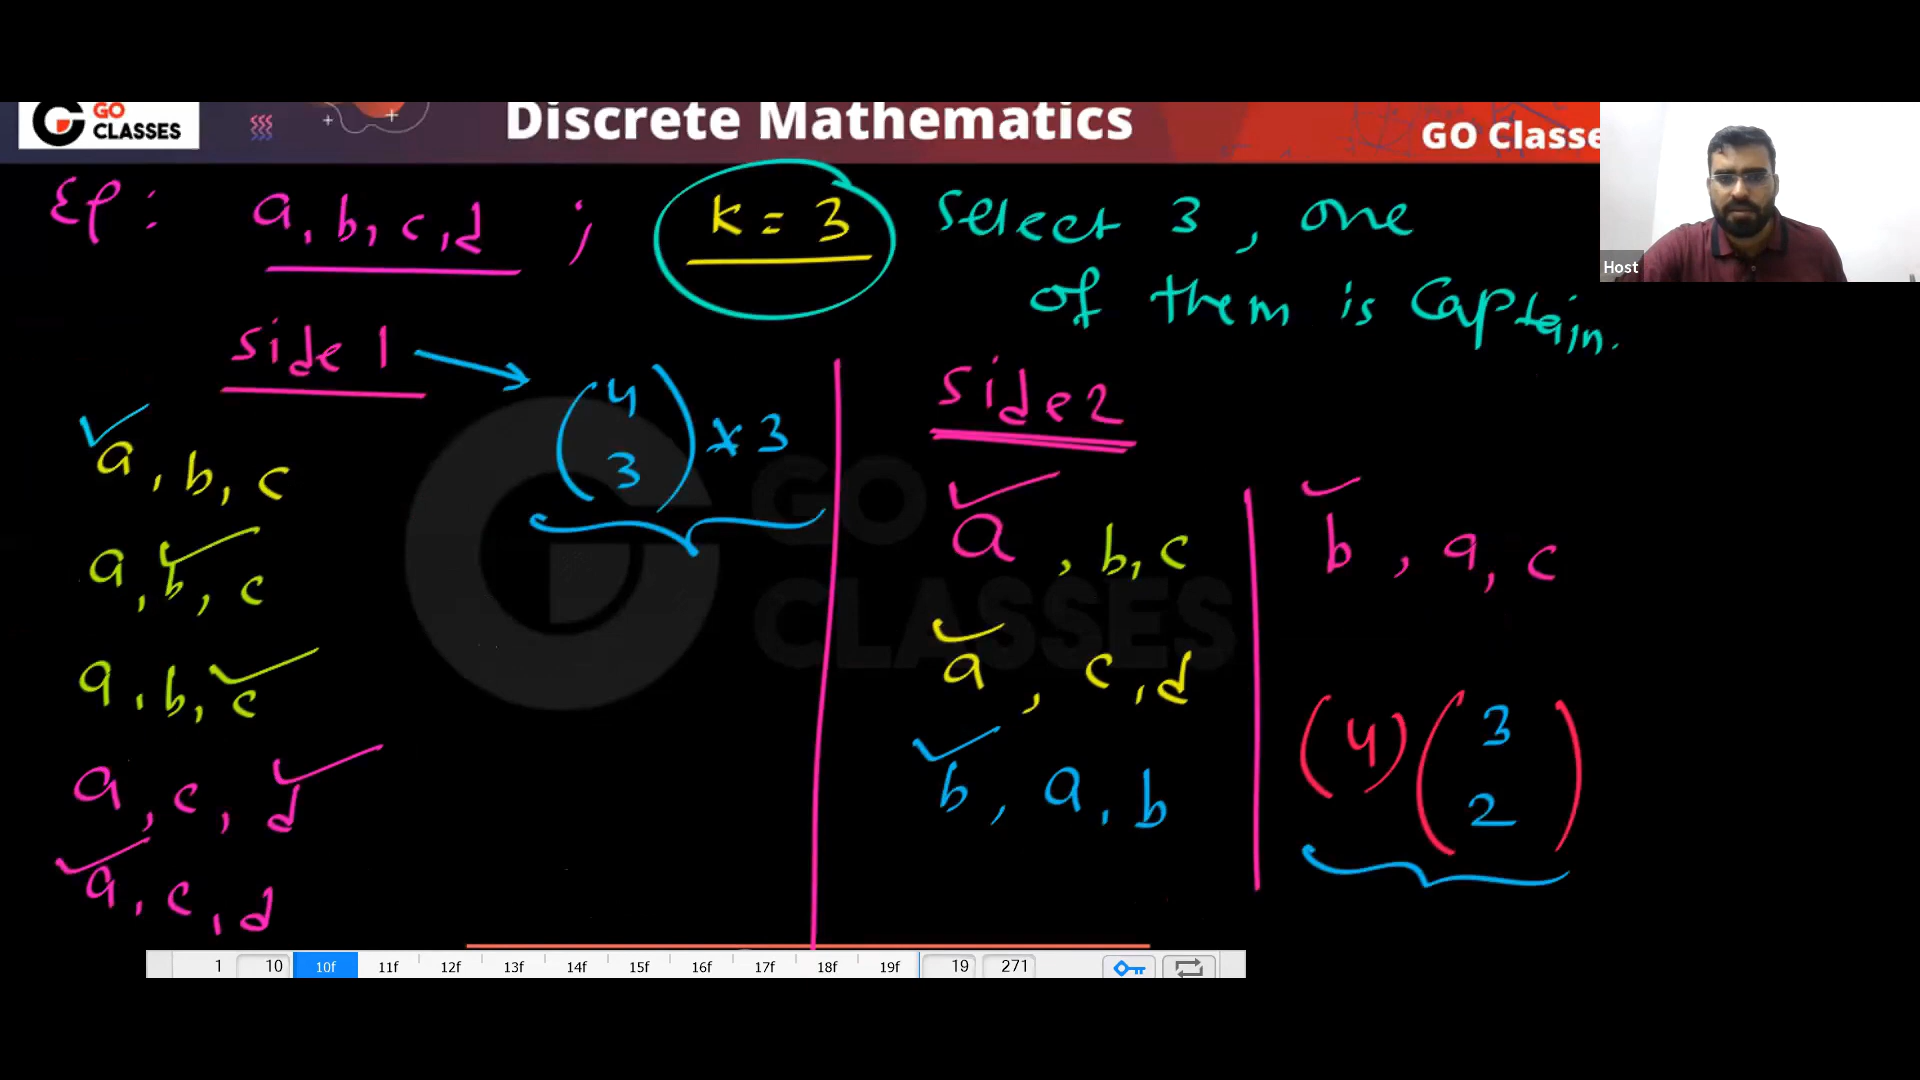 GO CLASSES
Discrete Mathematics
GO Classe
Host
Eg: a, b, c, d ; k = 3 select 3, one
of them is Captain.
side 1
(4 3) * 3
a, b, c
a, b, c
a, b, c
a, c, d
a, c, d
side 2
a, b, c
a, c, d
b, a, b
b, a, c
(4) (3 2)
GO
CLASSES
1 10 10f 11f 12f 13f 14f 15f 16f 17f 18f 19f 19 271